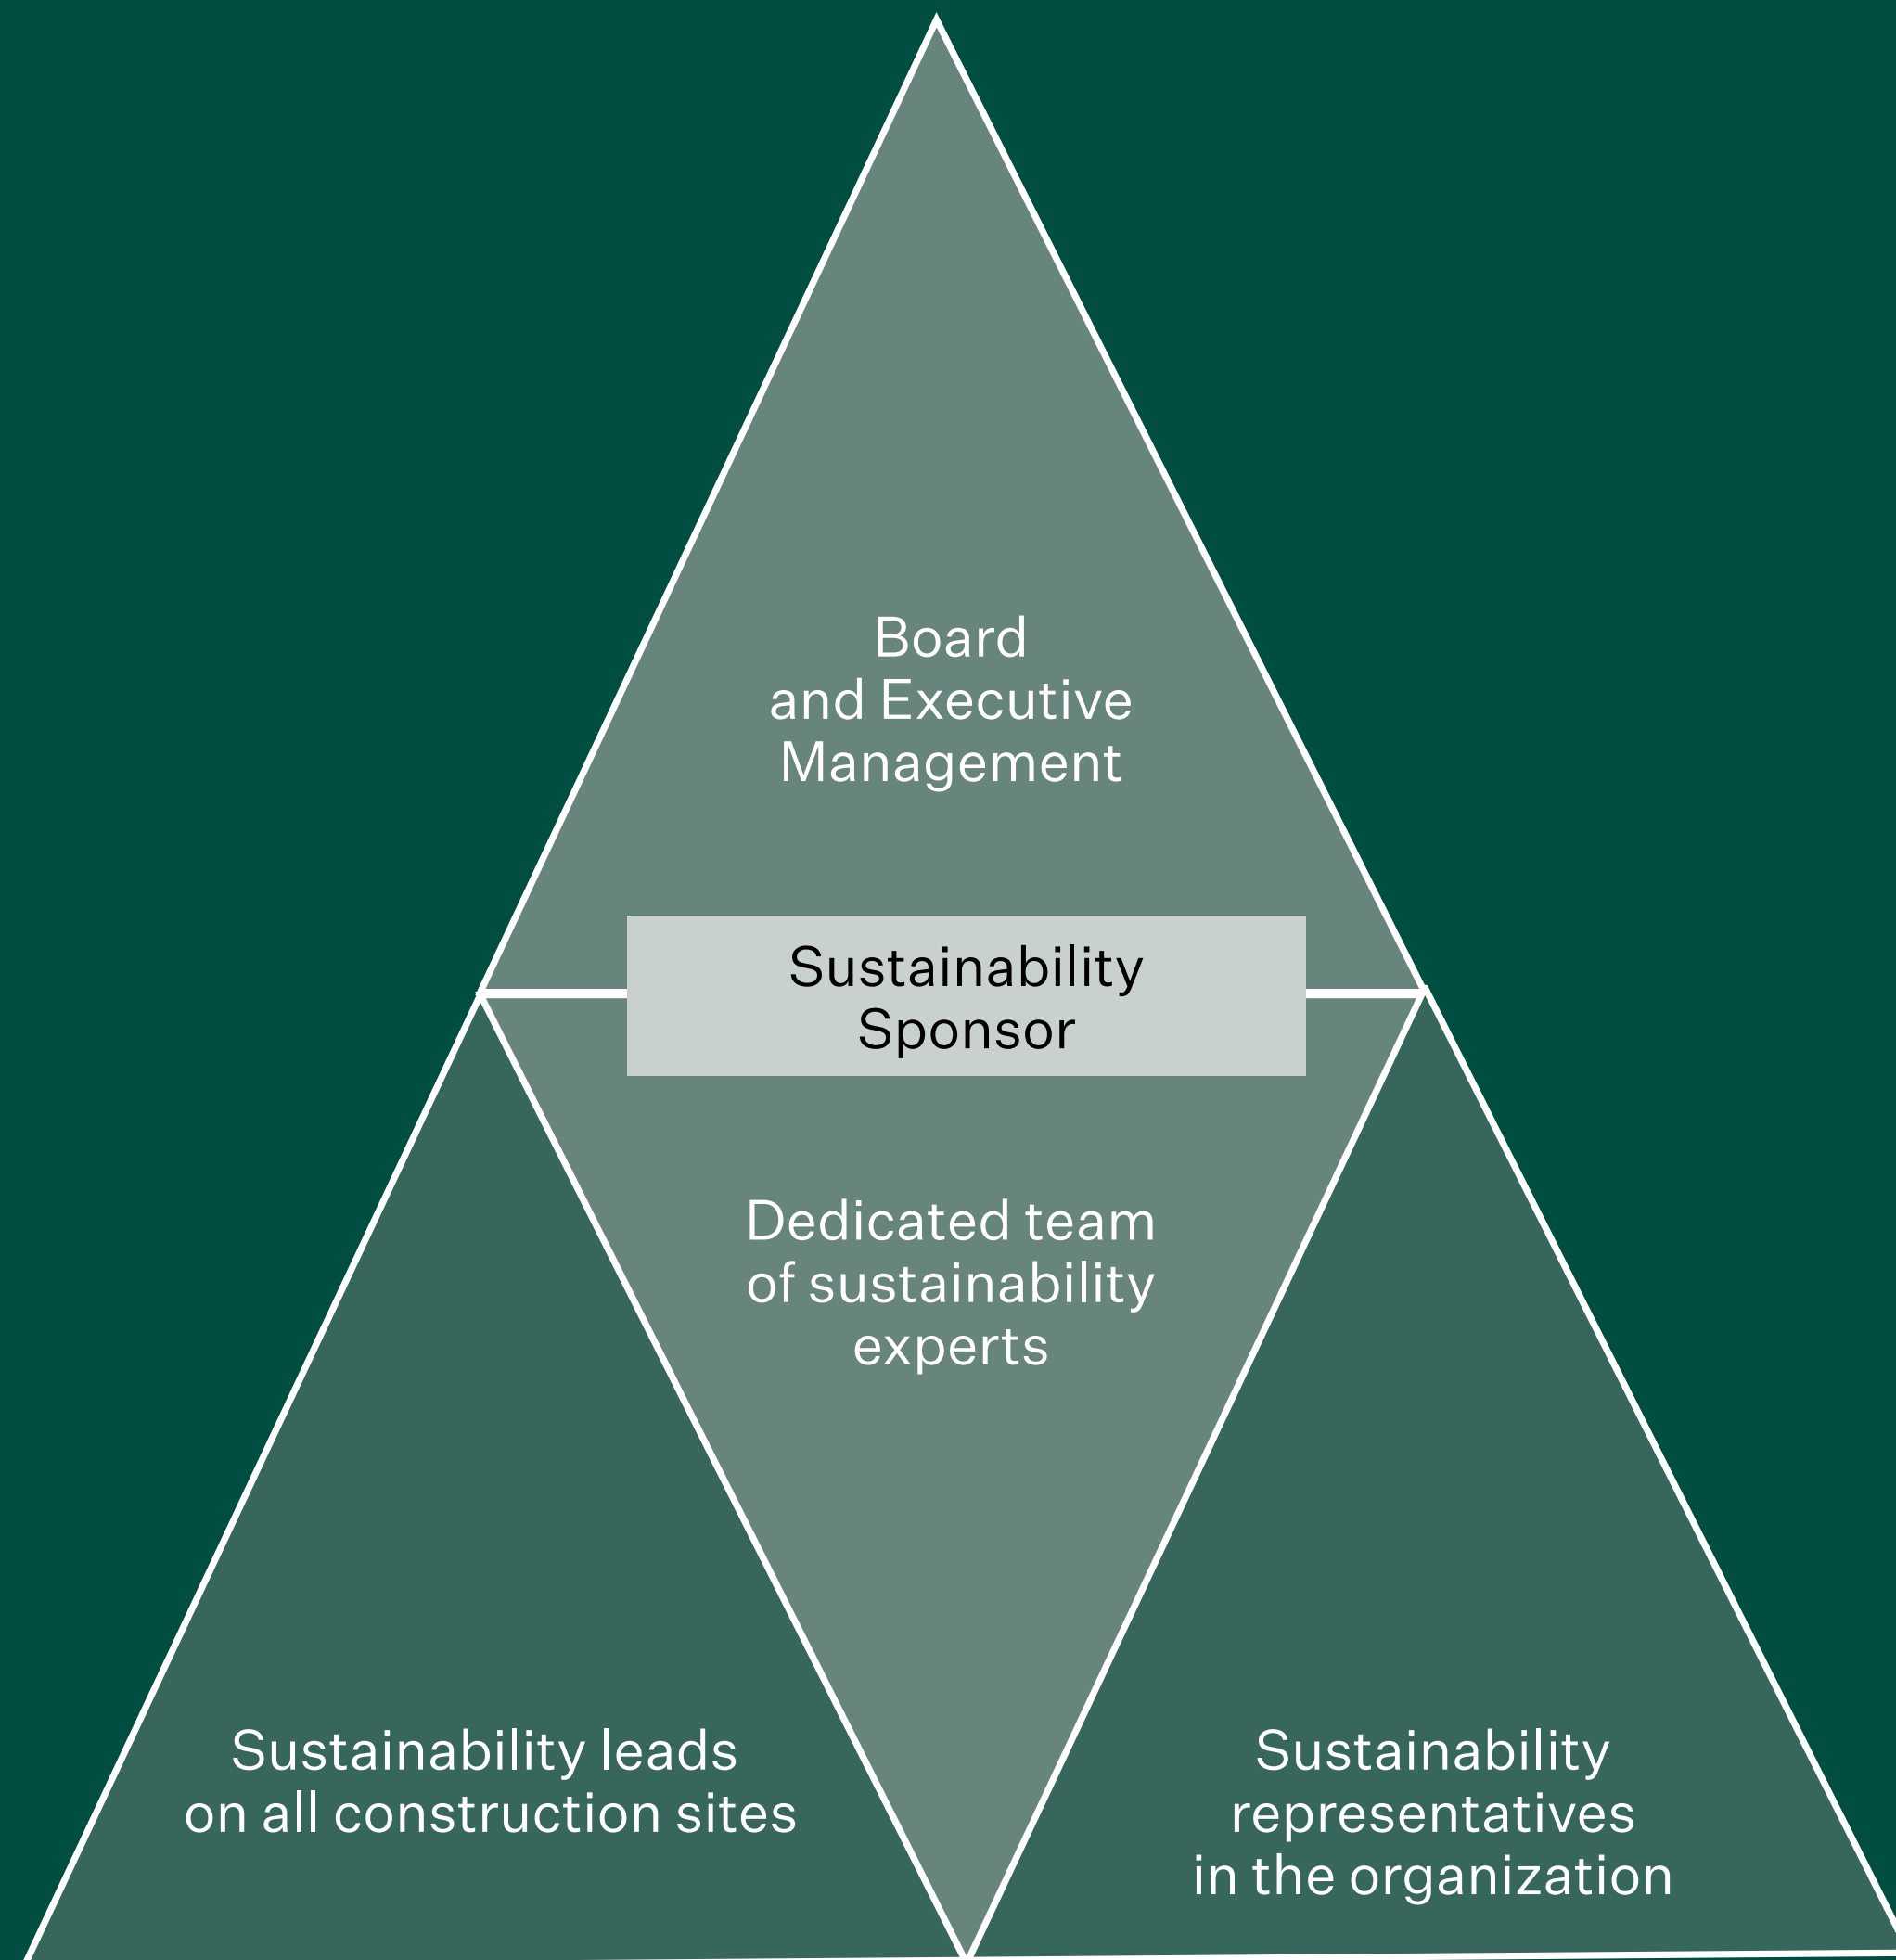 Board
and Executive
Management
Sustainability
Sponsor
Dedicated team
of sustainability
experts
Sustainability leads
on all construction sites
Sustainability
representatives
in the organization